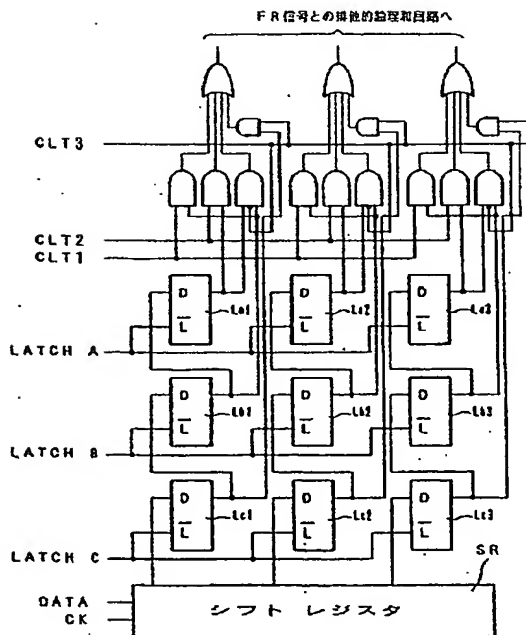 FR信号との排他的論理和回路へ
CLT3
CLT2
CLT1
D
L
La1
D
L
La2
D
L
La3
LATCH A
D
L
Lb1
D
L
Lb2
D
L
Lb3
LATCH B
D
L
Lc1
D
L
Lc2
D
L
Lc3
LATCH C
SR
DATA
CK
シフト レジスタ